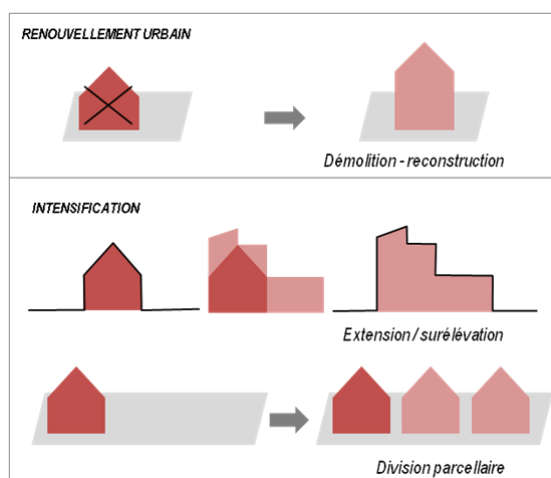 RENOUVELLEMENT URBAIN
Démolition - reconstruction
INTENSIFICATION
Extension / surélévation
Division parcellaire